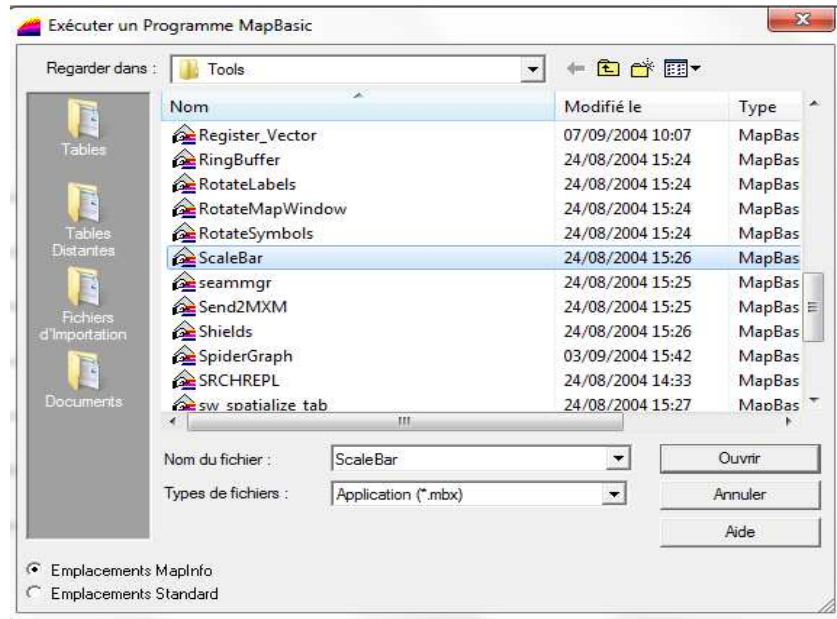 Exécuter un Programme MapBasic
Regarder dans :
Tools
Tables
Tables
Distantes
Fichiers
d'Importation
Documents
Nom Modifié le Type
Register_Vector 07/09/2004 10:07 MapBas
RingBuffer 24/08/2004 15:24 MapBas
RotateLabels 24/08/2004 15:24 MapBas
RotateMapWindow 24/08/2004 15:24 MapBas
RotateSymbols 24/08/2004 15:24 MapBas
ScaleBar 24/08/2004 15:26 MapBas
seammgr 24/08/2004 15:25 MapBas
Send2MXM 24/08/2004 15:25 MapBas
Shields 24/08/2004 15:26 MapBas
SpiderGraph 03/09/2004 15:42 MapBas
SRCHREPL 24/08/2004 14:33 MapBas
sw_spatialize_tab 24/08/2004 15:27 MapBas
Nom du fichier : ScaleBar Ouvrir
Types de fichiers : Application (*.mbx) Annuler
Aide
Emplacements MapInfo
Emplacements Standard